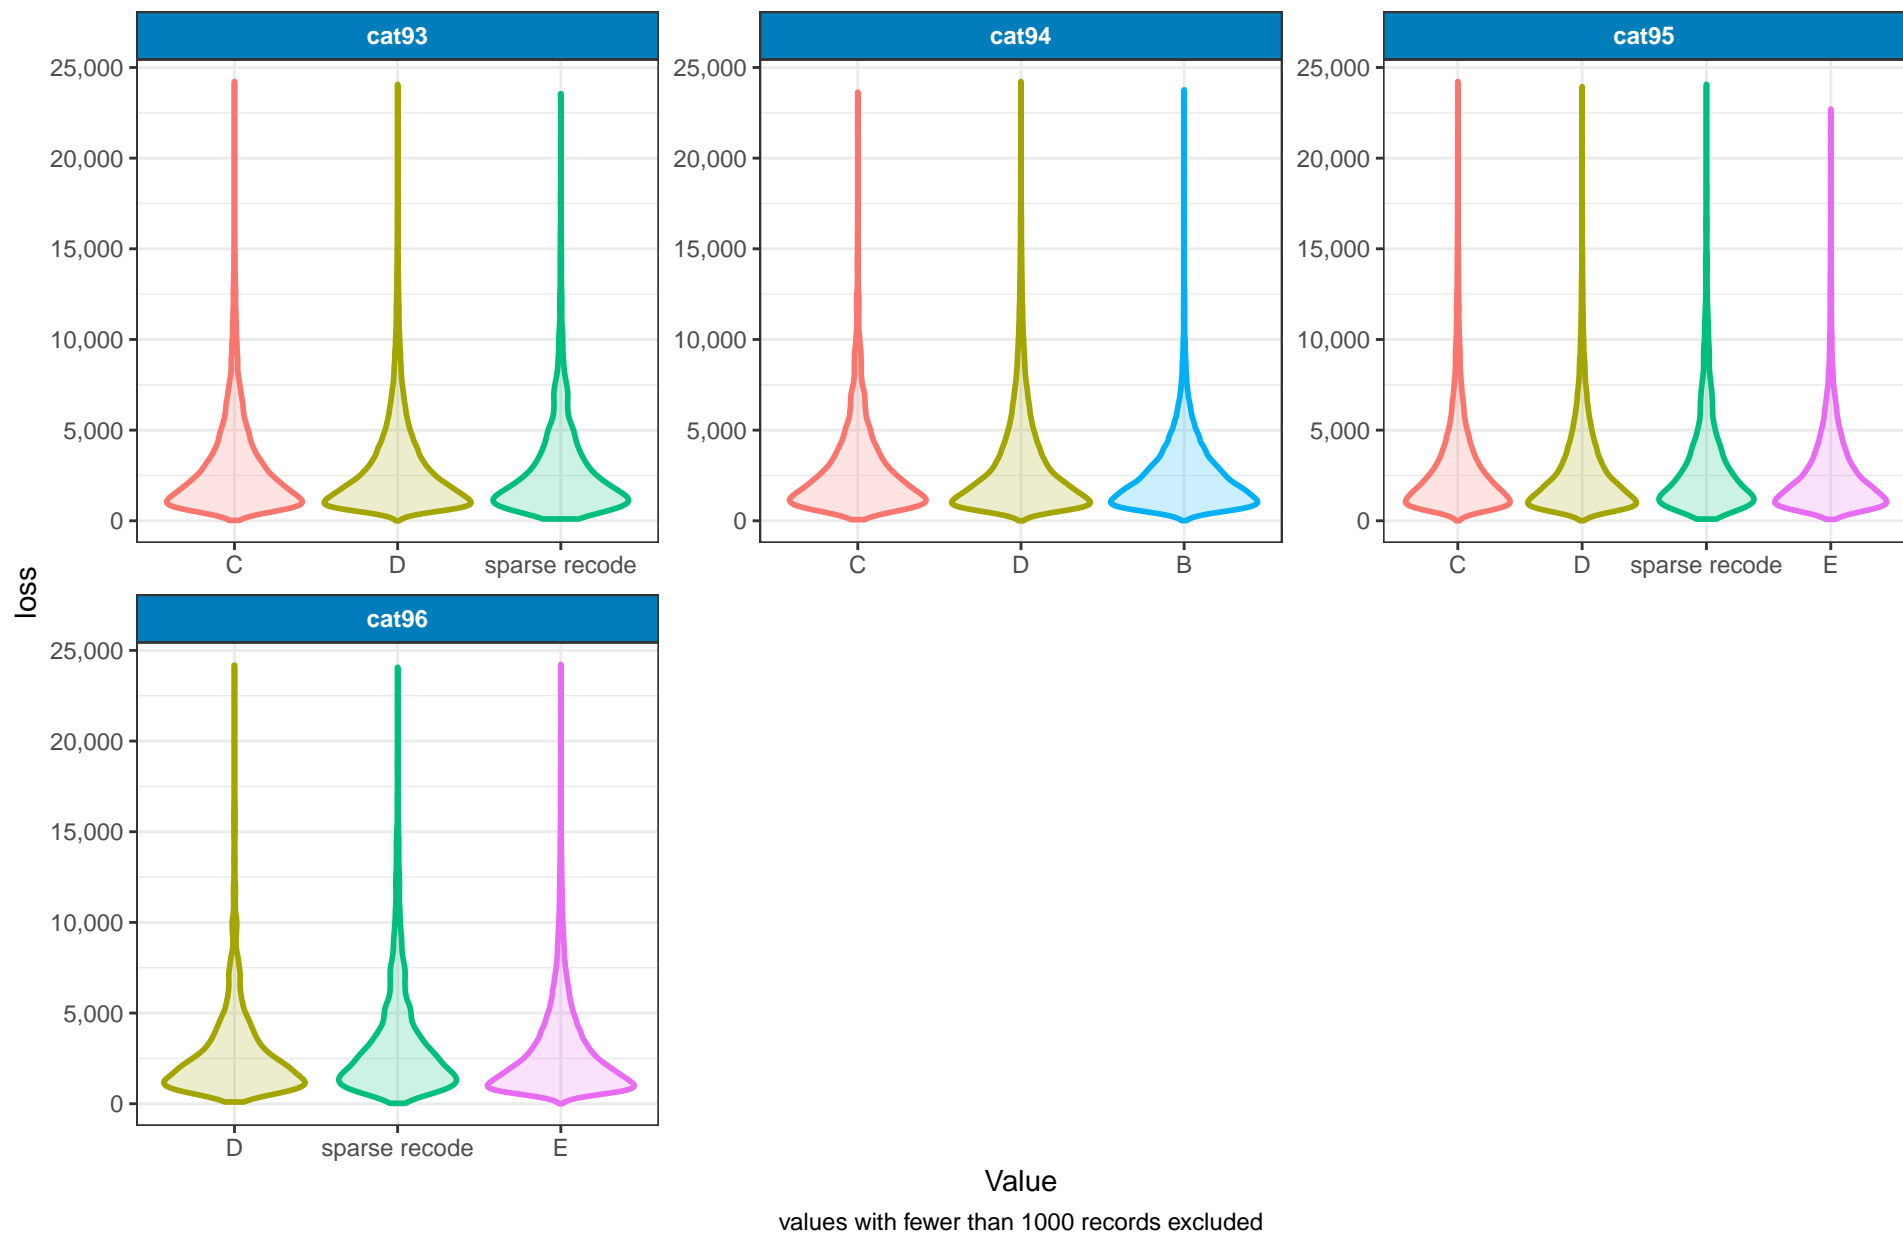 cat93 cat94 cat95
25,000 25,000 25,000
20,000 20,000 20,000
15,000 15,000 15,000
10,000 10,000 10,000
5,000 5,000 5,000
0 0 0
C D sparse recode C D B C D sparse recode E
loss
cat96
25,000
20,000
15,000
10,000
5,000
0
D sparse recode E
Value
values with fewer than 1000 records excluded